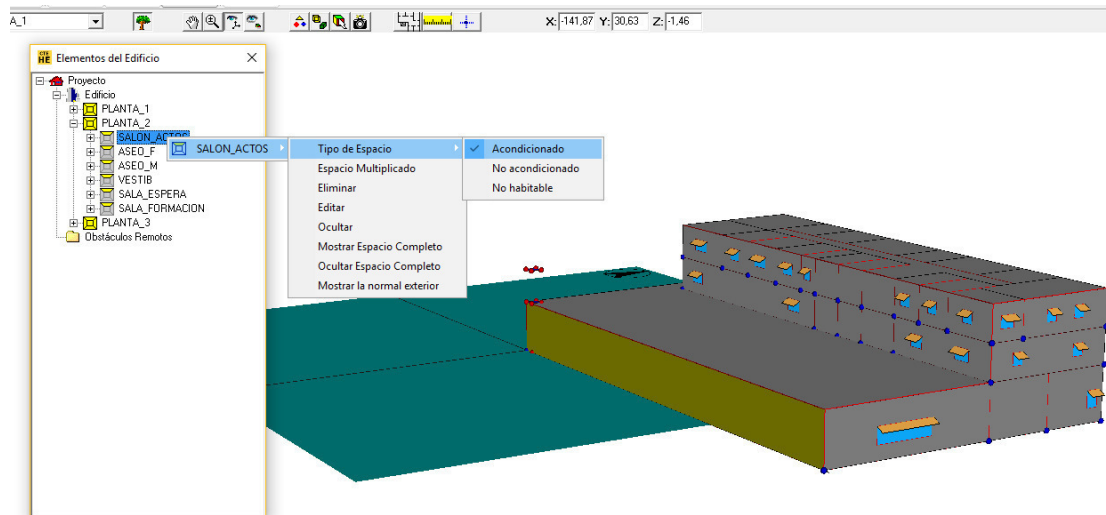 A_1
X: -141,87 Y: 30,63 Z: -1,46
CTE
HE Elementos del Edificio
Proyecto
Edificio
PLANTA_1
PLANTA_2
SALON_ACTOS
ASEO_F
ASEO_M
VESTIB
SALA_ESPERA
SALA_FORMACION
PLANTA_3
Obstáculos Remotos
SALON_ACTOS
Tipo de Espacio
Espacio Multiplicado
Eliminar
Editar
Ocultar
Mostrar Espacio Completo
Ocultar Espacio Completo
Mostrar la normal exterior
Acondicionado
No acondicionado
No habitable